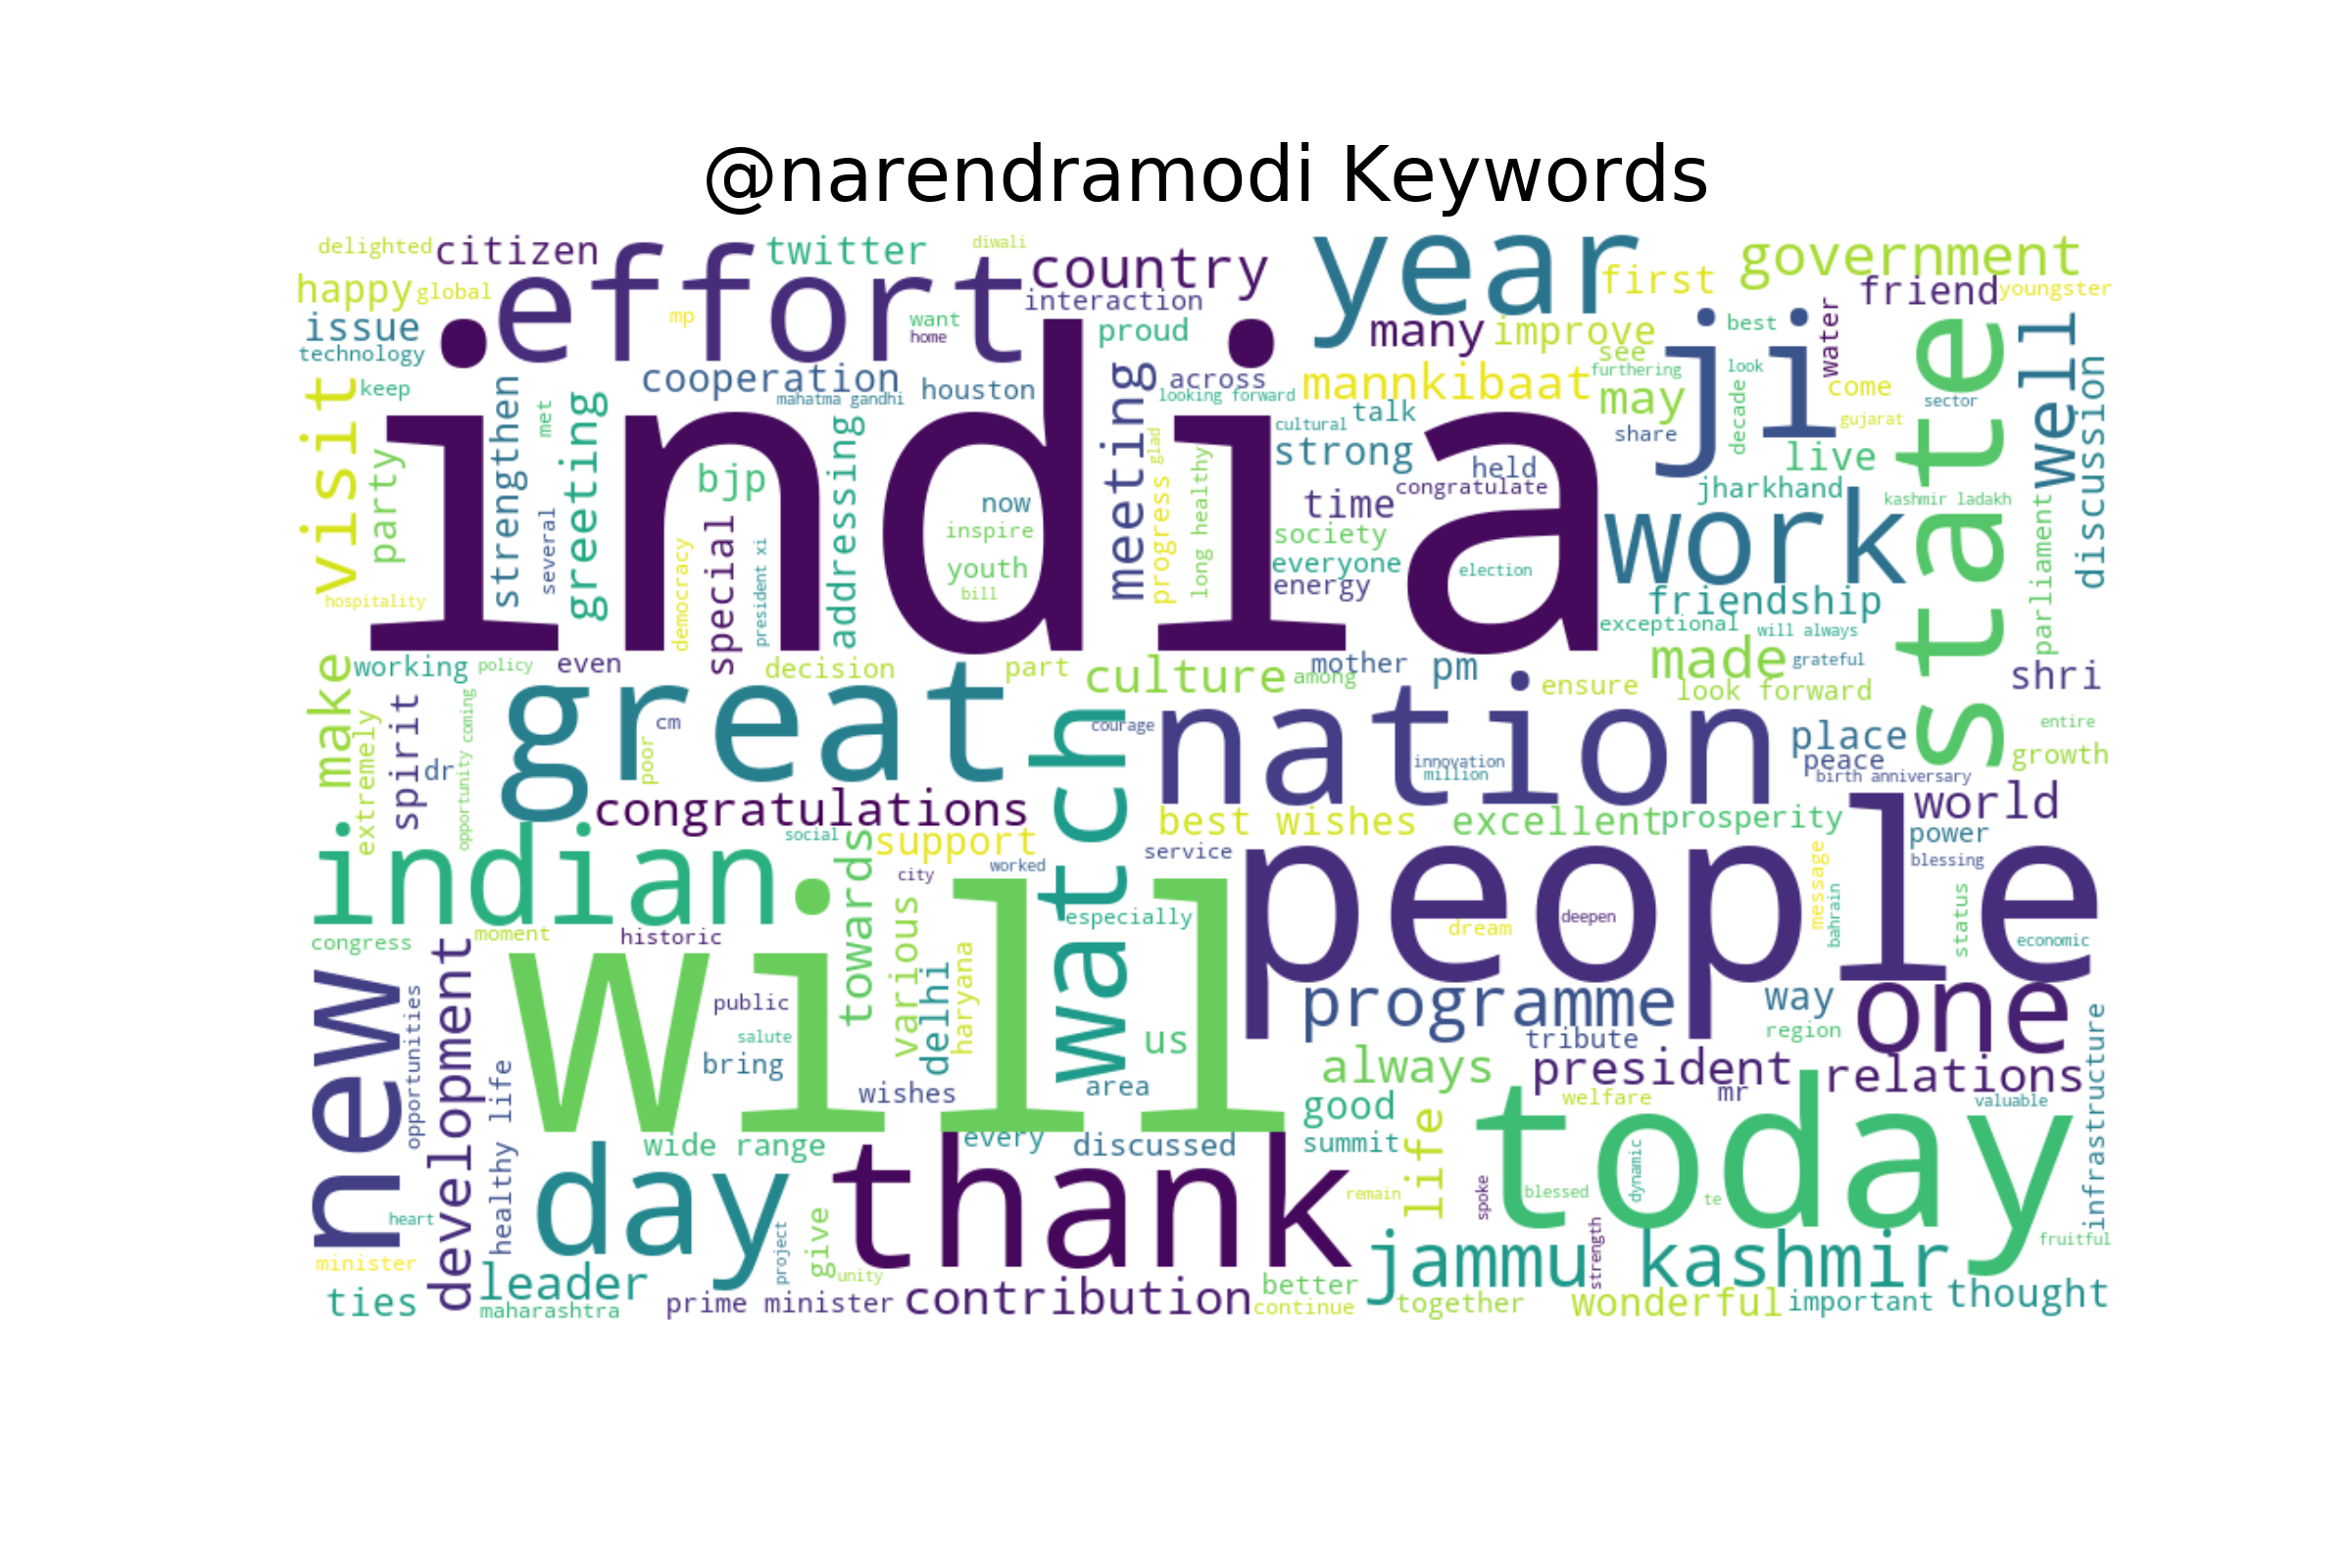 @narendramodi Keywords
delighted
citizen
effort
twitter
diwali
country
year
first
government
happy
global
mp
want
home
interaction
proud
many
improve
friend
youngster
issue
technology
india
ji
best
water
state
well
visit
keep
cooperation
mahatma gandhi
houston
across
looking forward
mannkibaat
see
furthering
look
may
come
sector
discussion
party
strengthen
met
greeting
addressing
meeting
talk
cultural
strong
share
decade
gujarat
live
several
bjp
special
democracy
president xi
now
inspire
youth
bill
progress
glad
long healthy
time
held
congratulate
society
everyone
energy
election
jharkhand
kashmir ladakh
work
parliament
hospitality
friendship
exceptional
will always
working
policy
even
decision
part
culture
among
mother
pm
made
grateful
ensure
look forward
shri
make
extremely
spirit
dr
opportunity coming
great
cm
poor
watch
courage
nation
innovation
million
place
peace
birth anniversary
entire
growth
congratulations
best wishes
excellent
prosperity
world
power
blessing
indian
social
towards
support
worked
city
service
people
message
bahrain
status
economic
congress
moment
historic
various
delhi
haryana
especially
dream
deepen
new
opportunities
development
will
public
salute
bring
wishes
us
area
programme
way
region
one
tribute
always
president
relations
mr
welfare
valuable
infrastructure
good
summit
life
today
healthy life
wide range
every
discussed
day
thank
remain
spoke
blessed
dynamic
te
heart
minister
project
give
unity
jammu kashmir
strength
fruitful
leader
ties
maharashtra
prime minister
contribution
better
continue
together
wonderful
important
thought